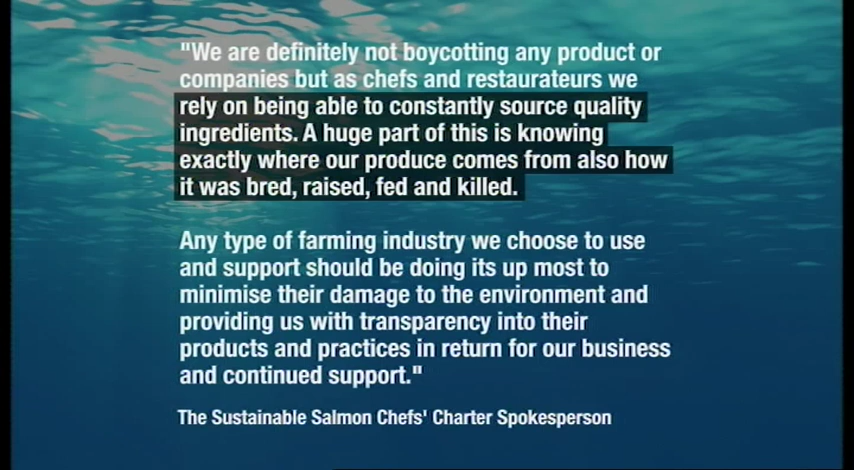 "We are definitely not boycotting any product or
companies but as chefs and restaurateurs we
rely on being able to constantly source quality
ingredients. A huge part of this is knowing
exactly where our produce comes from also how
it was bred, raised, fed and killed.
Any type of farming industry we choose to use
and support should be doing its up most to
minimise their damage to the environment and
providing us with transparency into their
products and practices in return for our business
and continued support."
The Sustainable Salmon Chefs' Charter Spokesperson